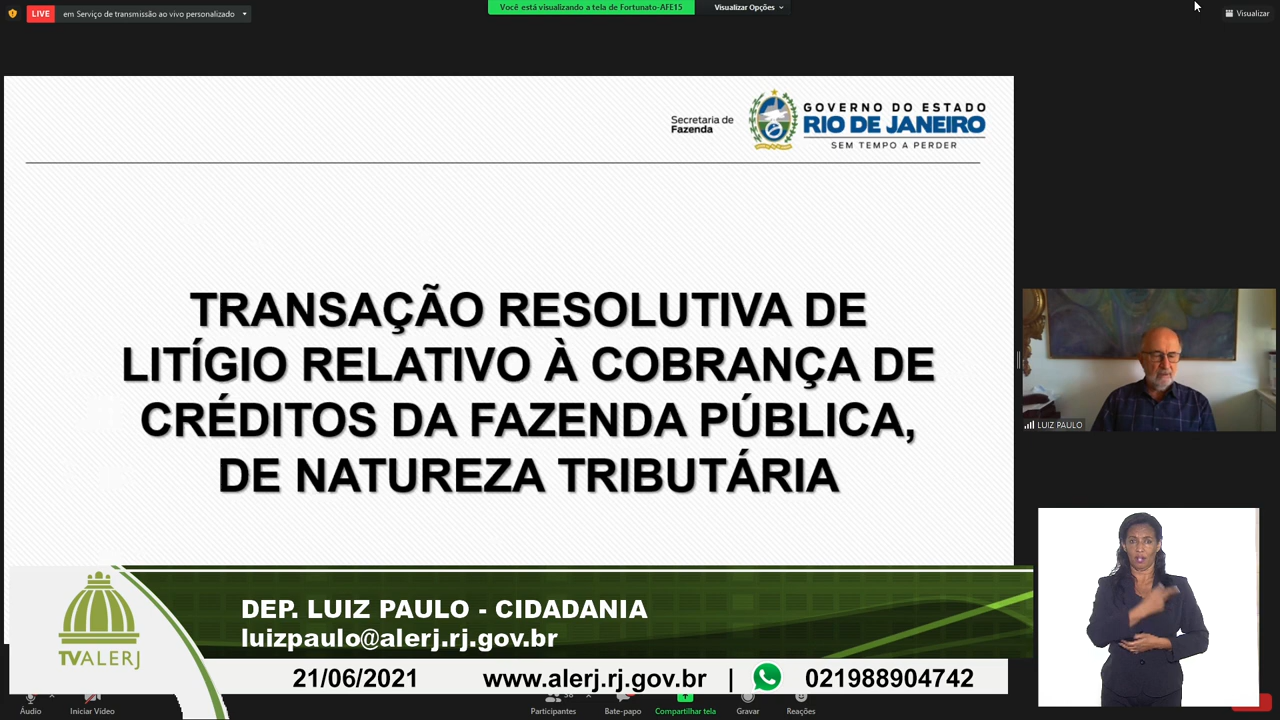 LIVE
em Serviço de transmissão ao vivo personalizado
Você está visualizando a tela de Fortunato-AFE15
Visualizar Opções
Visualizar
Secretaria de
Fazenda
GOVERNO DO ESTADO
RIO DE JANEIRO
SEM TEMPO A PERDER
TRANSAÇÃO RESOLUTIVA DE
LITÍGIO RELATIVO À COBRANÇA DE
CRÉDITOS DA FAZENDA PÚBLICA,
DE NATUREZA TRIBUTÁRIA
LUIZ PAULO
DEP. LUIZ PAULO - CIDADANIA
luizpaulo@alerj.rj.gov.br
TVALERJ
21/06/2021
www.alerj.rj.gov.br |
021988904742
Áudio
Iniciar Vídeo
Participantes
Bate-papo
Compartilhar tela
Gravar
Reações